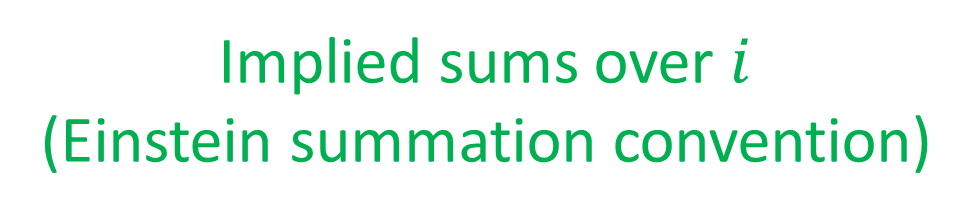 Implied sums over 𝑖
(Einstein summation convention)